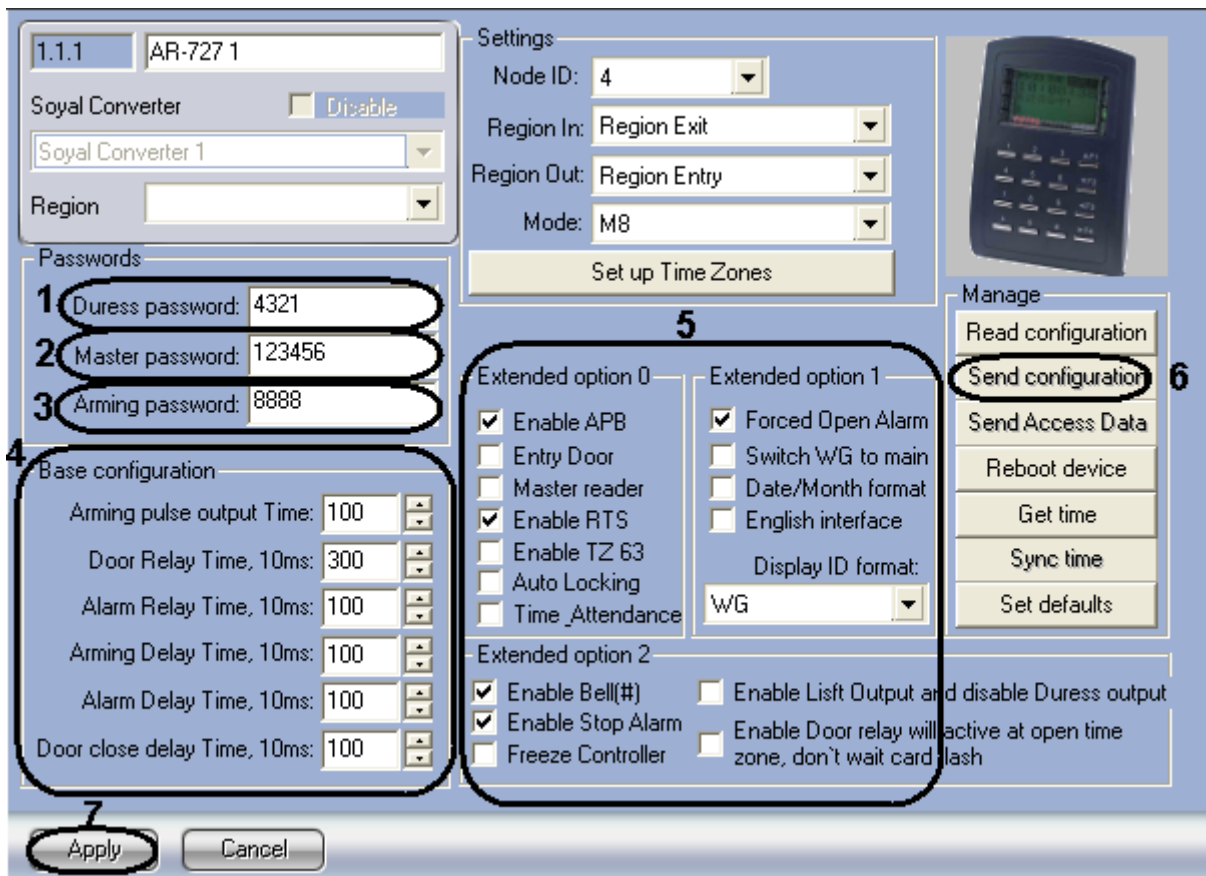 1.1.1 AR-727 1
Soyal Converter Disable
Soyal Converter 1
Region
Settings
Node ID: 4
Region In: Region Exit
Region Out: Region Entry
Mode: M8
Set up Time Zones
Passwords
1 Duress password: 4321
2 Master password: 123456
3 Arming password: 8888
4
Base configuration
Arming pulse output Time: 100
Door Relay Time, 10ms: 300
Alarm Relay Time, 10ms: 100
Arming Delay Time, 10ms: 100
Alarm Delay Time, 10ms: 100
Door close delay Time, 10ms: 100
5
Extended option 0
Enable APB
Entry Door
Master reader
Enable RTS
Enable TZ 63
Auto Locking
Time_Attendance
Extended option 1
Forced Open Alarm
Switch WG to main
Date/Month format
English interface
Display ID format:
WG
Extended option 2
Enable Bell(#)
Enable Stop Alarm
Freeze Controller
Enable Lisft Output and disable Duress output
Enable Door relay will active at open time
zone, don`t wait card
Manage
Read configuration
Send configuration 6
Send Access Data
Reboot device
Get time
Sync time
Set defaults
7
Apply
Cancel